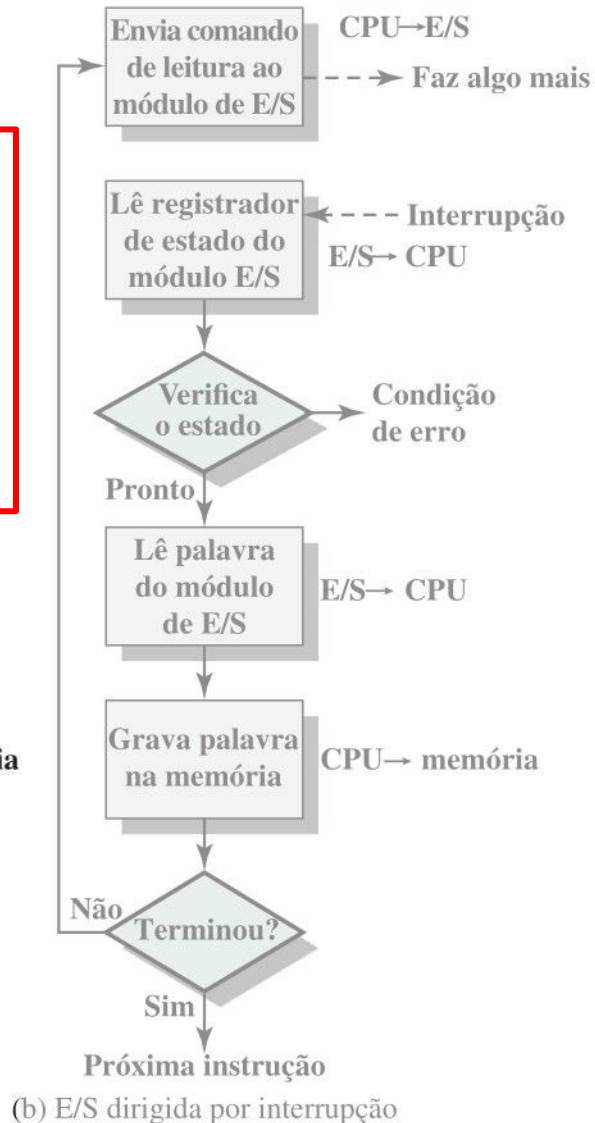 Envia comando
de leitura ao
módulo de E/S
CPU→E/S
Faz algo mais
Lê registrador
de estado do
módulo E/S
Interrupção
E/S→ CPU
Verifica
o estado
Condição
de erro
Pronto
Lê palavra
do módulo
de E/S
E/S→ CPU
Grava palavra
na memória
CPU→ memória
ia
Não
Terminou?
Sim
Próxima instrução
(b) E/S dirigida por interrupção